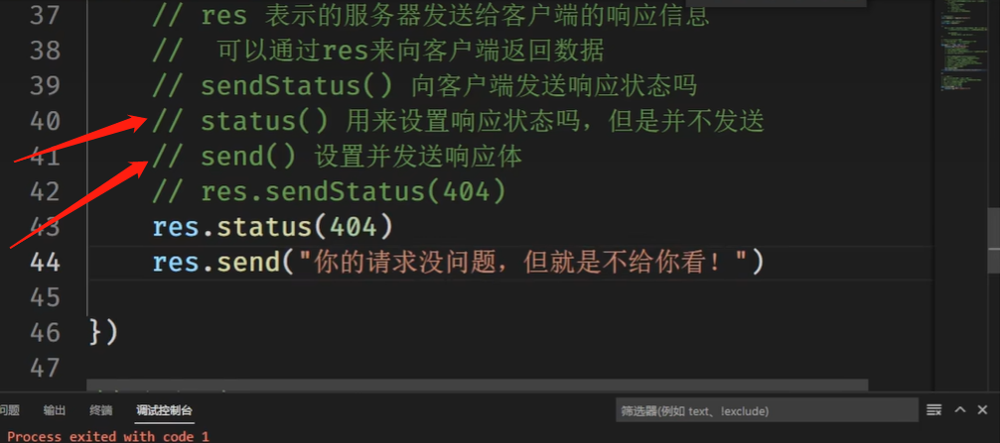 37 // res 表示的服务器发送给客户端的响应信息
38 // 可以通过res来向客户端返回数据
39 // sendStatus() 向客户端发送响应状态吗
40 // status() 用来设置响应状态吗，但是并不发送
41 // send() 设置并发送响应体
42 // res.sendStatus(404)
43 res.status(404)
44 res.send("你的请求没问题，但就是不给你看！")
45
46 })
47
问题 输出 终端 调试控制台 筛选器(例如 text、!exclude)
Process exited with code 1